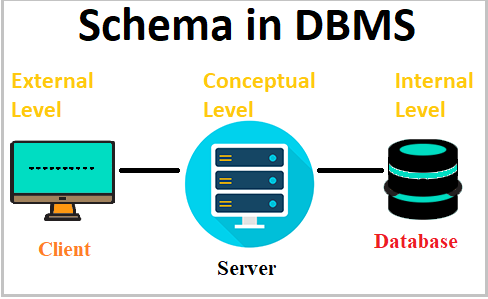 Schema in DBMS
External
Level
Conceptual
Level
Internal
Level
Client
Server
Database